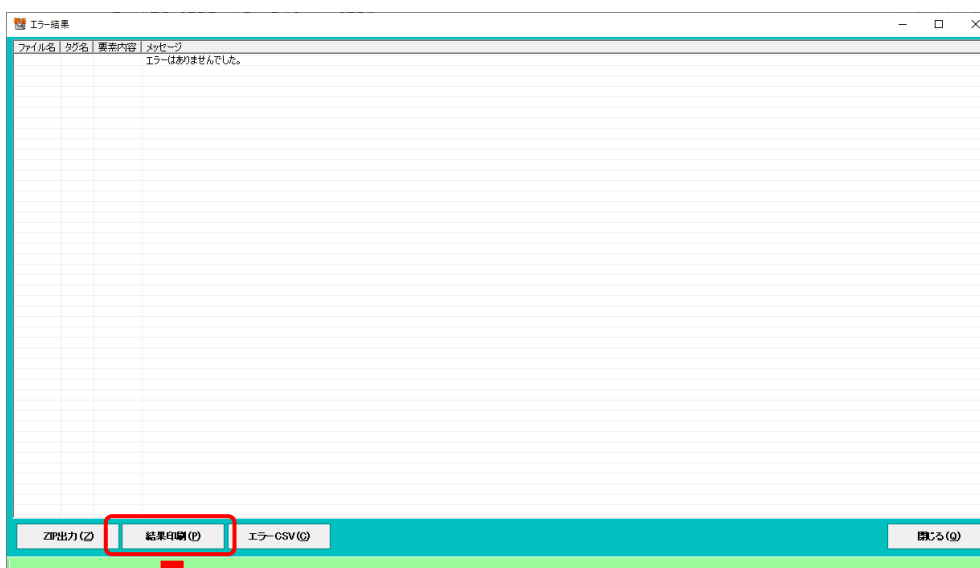 エラー結果
ファイル名 タグ名 要素内容 メッセージ
エラーはありませんでした。
ZIP出力(Z) 結果印刷(P) エラーCSV(C) 閉じる(Q)